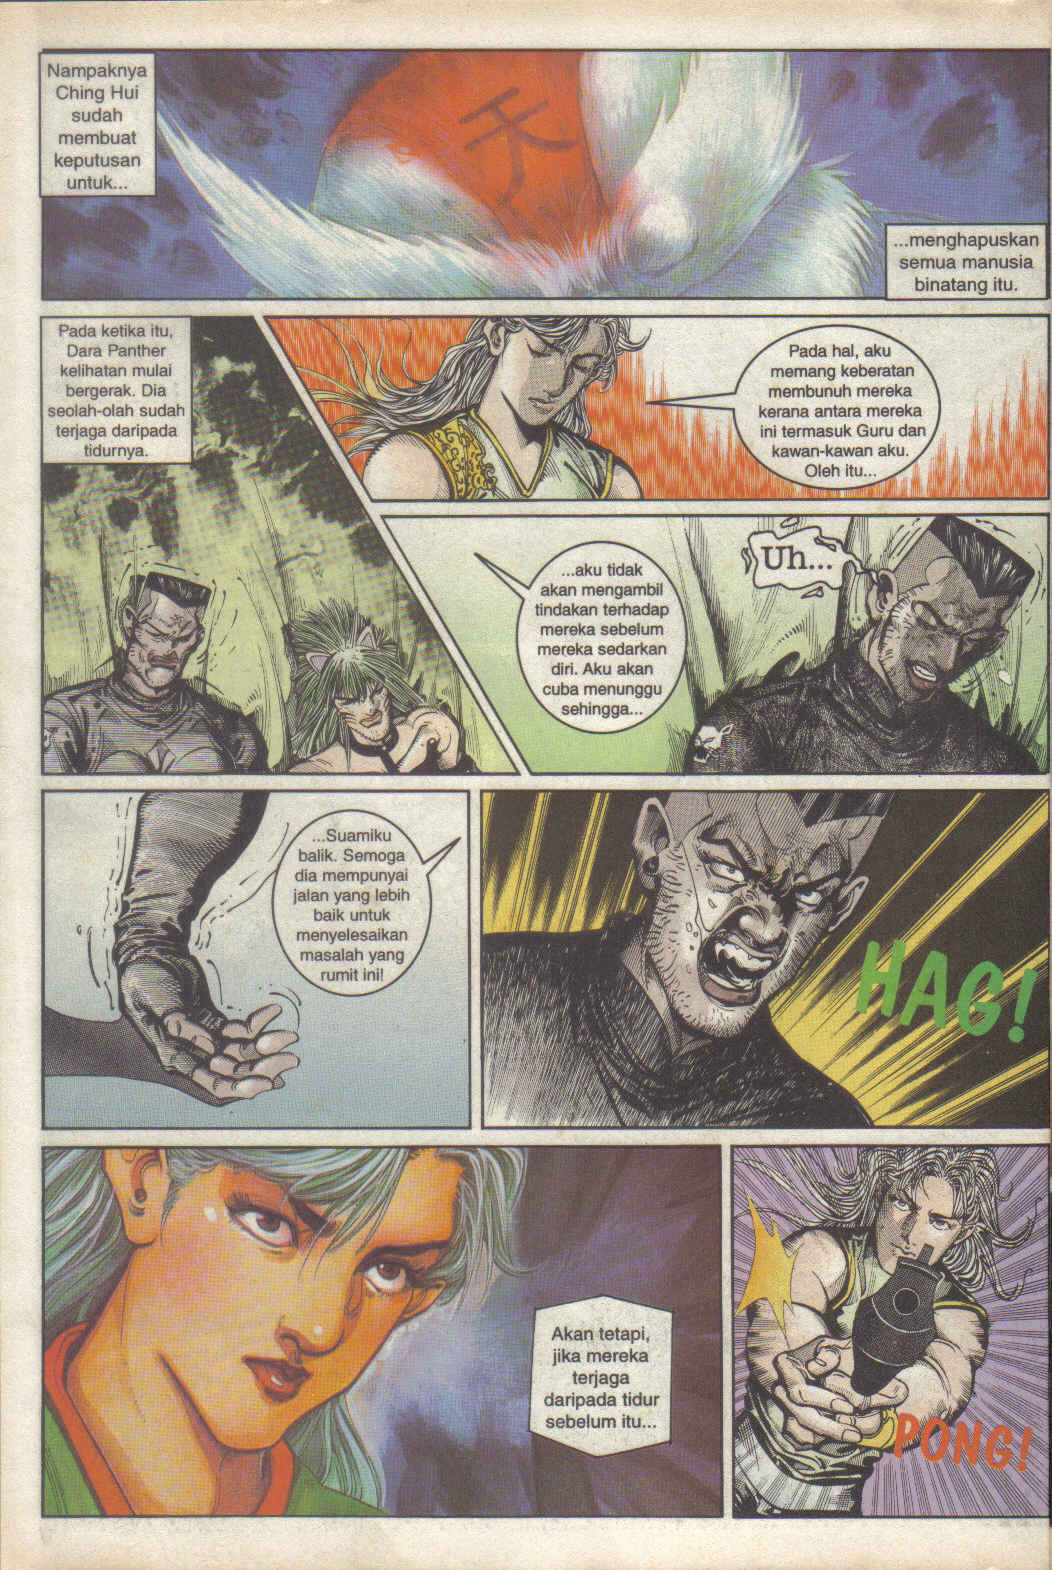 Nampaknya
Ching Hui
sudah
membuat
keputusan
untuk...
天
...menghapuskan
semua manusia
binatang itu.
Pada ketika itu,
Dara Panther
kelihatan mulai
bergerak. Dia
seolah-olah sudah
terjaga daripada
tidurnya.
Pada hal, aku
memang keberatan
membunuh mereka
kerana antara mereka
ini termasuk Guru dan
kawan-kawan aku.
Oleh itu...
...aku tidak
akan mengambil
tindakan terhadap
mereka sebelum
mereka sedarkan
diri. Aku akan
cuba menunggu
sehingga...
Uh...
...Suamiku
balik. Semoga
dia mempunyai
jalan yang lebih
baik untuk
menyelesaikan
masalah yang
rumit ini!
HAG!
Akan tetapi,
jika mereka
terjaga
daripada tidur
sebelum itu...
PONG!